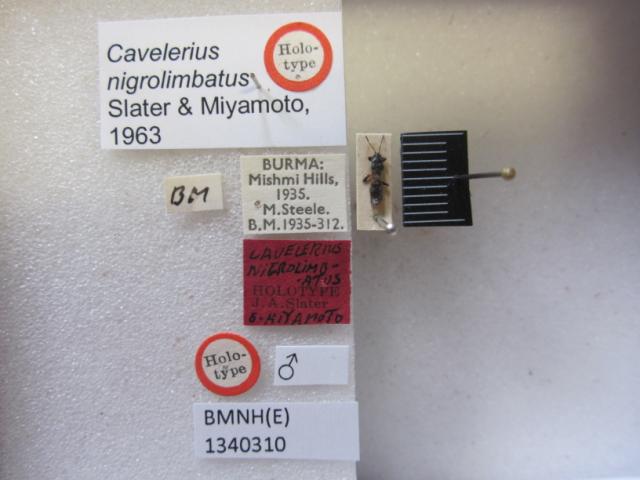 Cavelerius
nigrolimbatus
Slater & Miyamoto,
1963
Holo-
type
BM
BURMA:
Mishmi Hills,
1935.
M. Steele.
B.M.1935-312.
CAVELERIUS
NIGROLIMB-
ATUS
HOLOTYPE
J. A. Slater
& MIYAMOTO
Holo-
type
♂
BMNH(E)
1340310